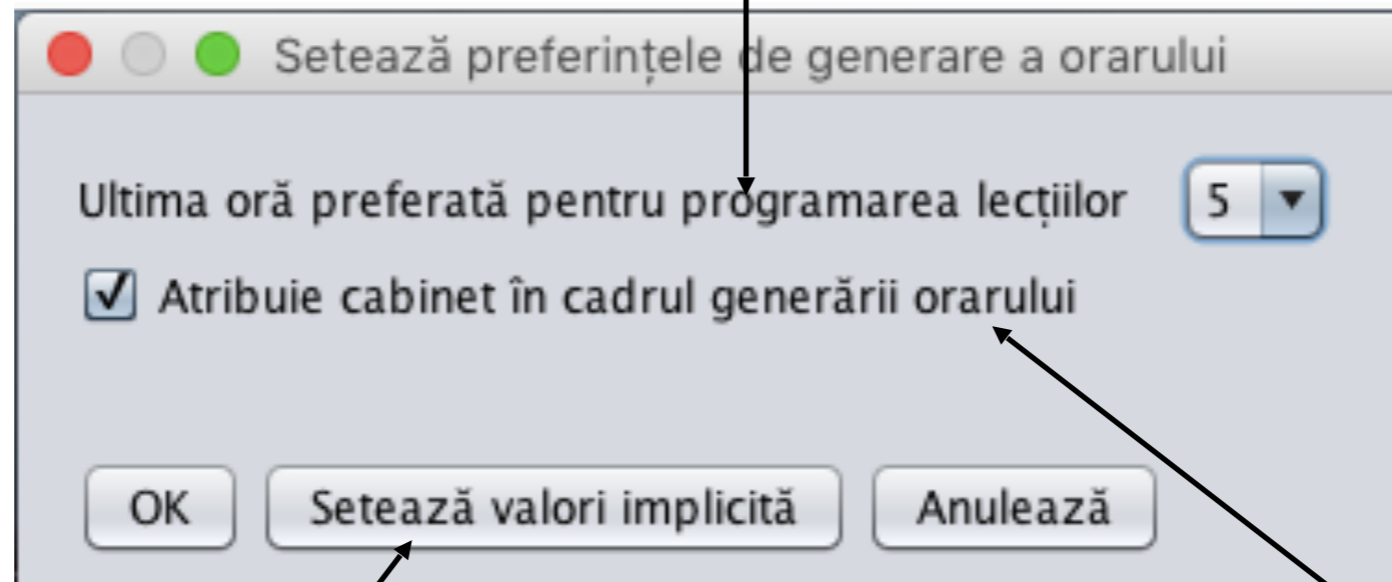 Setează preferințele de generare a orarului
Ultima oră preferată pentru programarea lecțiilor 5
Atribuie cabinet în cadrul generării orarului
OK Setează valori implicită Anulează